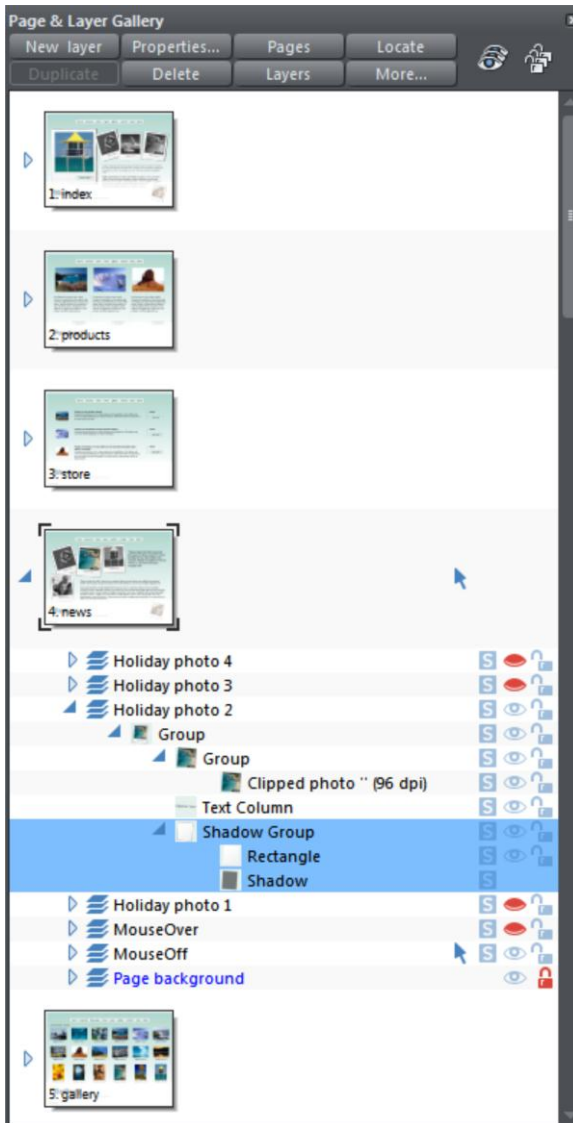 Page & Layer Gallery
New layer Properties... Pages Locate
Duplicate Delete Layers More...
1: index
2: products
3: store
4: news
Holiday photo 4
S
Holiday photo 3
S
Holiday photo 2
S
Group
S
Group
S
Clipped photo '' (96 dpi)
S
Text Column
S
Shadow Group
S
Rectangle
S
Shadow
S
Holiday photo 1
S
MouseOver
S
MouseOff
S
Page background
5: gallery